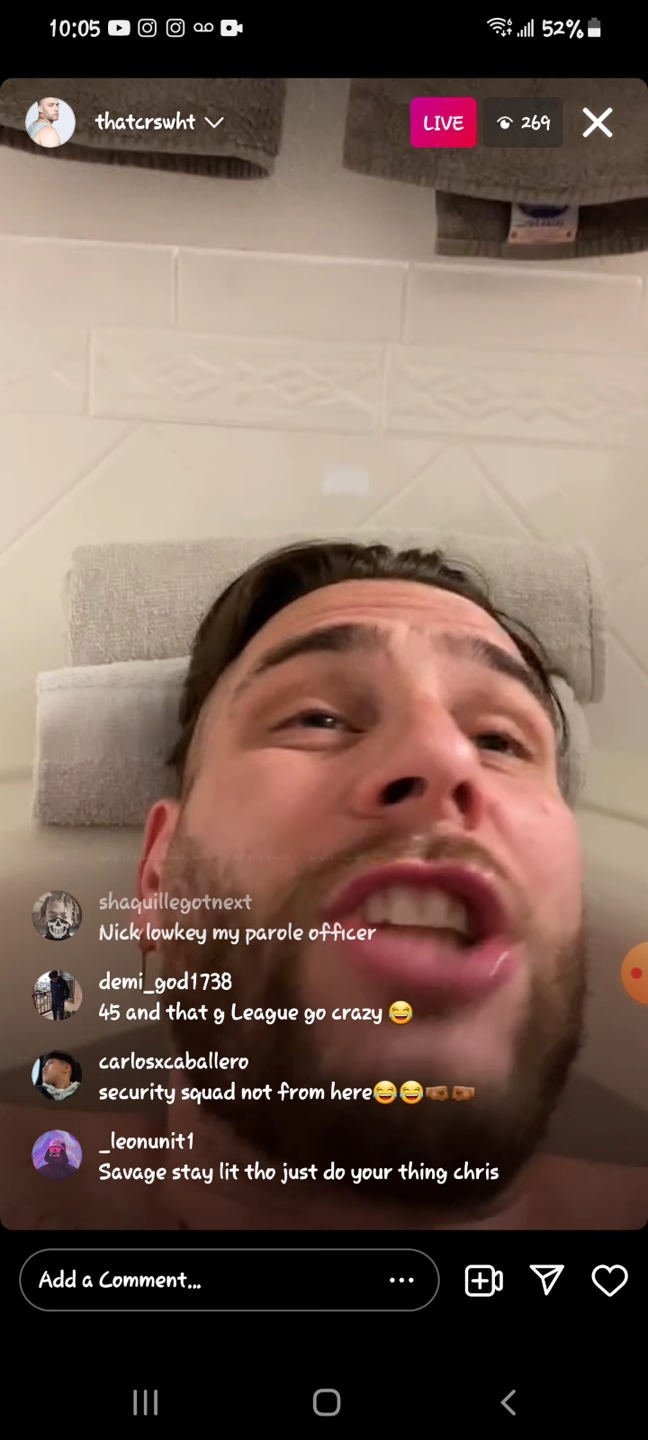 10:05
52%
thatcrswht
LIVE
269
shaquillegotnext
Nick lowkey my parole officer
demi_god1738
45 and that g League go crazy 😂
carlosxcaballero
security squad not from here😂😂🤜🏾🤛🏾
_leonunit1
Savage stay lit tho just do your thing chris
Add a Comment...